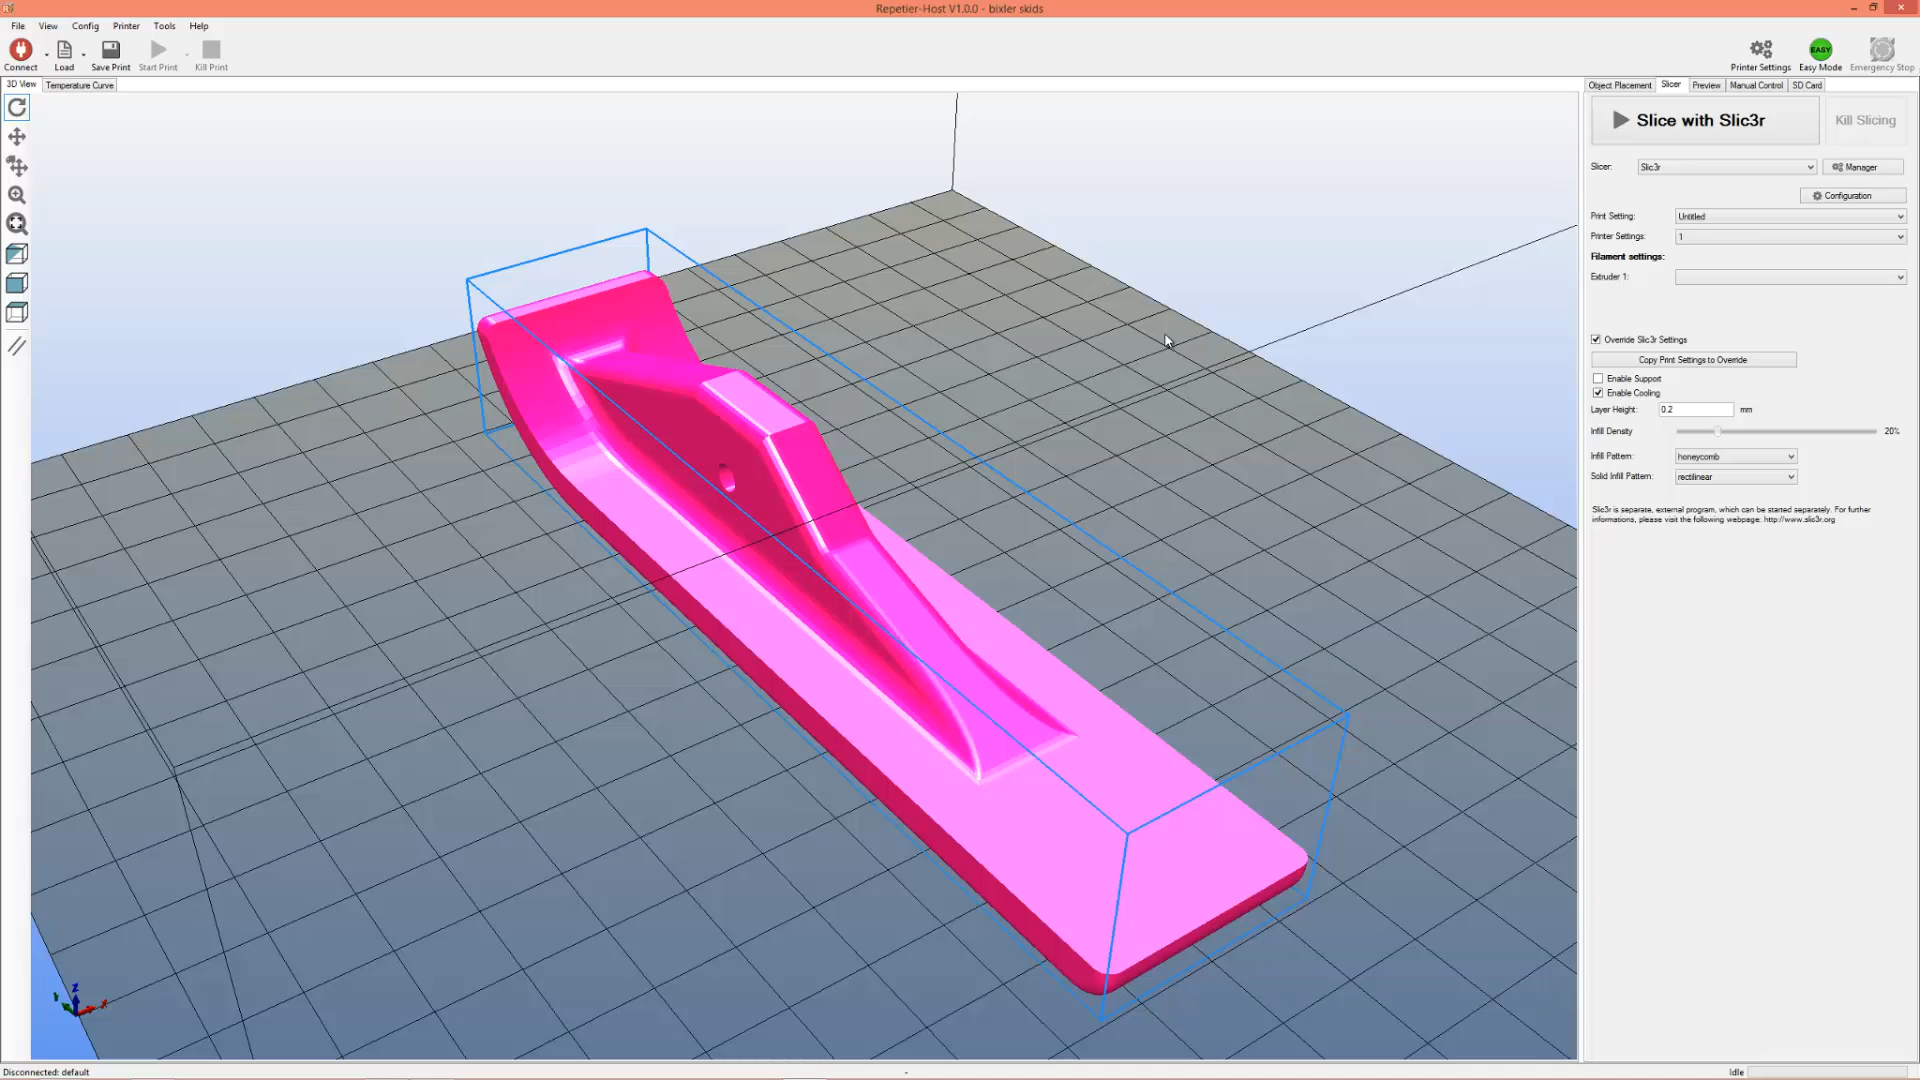 Repetier-Host V1.0.0 - bixler skids
File View Config Printer Tools Help
Connect Load Save Print Start Print Kill Print
Printer Settings Easy Mode Emergency Stop
EASY
3D View Temperature Curve
Object Placement Slicer Preview Manual Control SD Card
Slice with Slic3r
Kill Slicing
Slicer: Slic3r Manager
Configuration
Print Setting: Untitled
Printer Settings: 1
Filament settings:
Extruder 1:
Override Slic3r Settings
Copy Print Settings to Override
Enable Support
Enable Cooling
Layer Height: 0.2 mm
Infill Density 20%
Infill Pattern: honeycomb
Solid Infill Pattern: rectilinear
Slic3r is separate, external program, which can be started separately. For further
informations, please visit the following webpage: http://www.slic3r.org
Z
Y
X
Disconnected: default
-
Idle